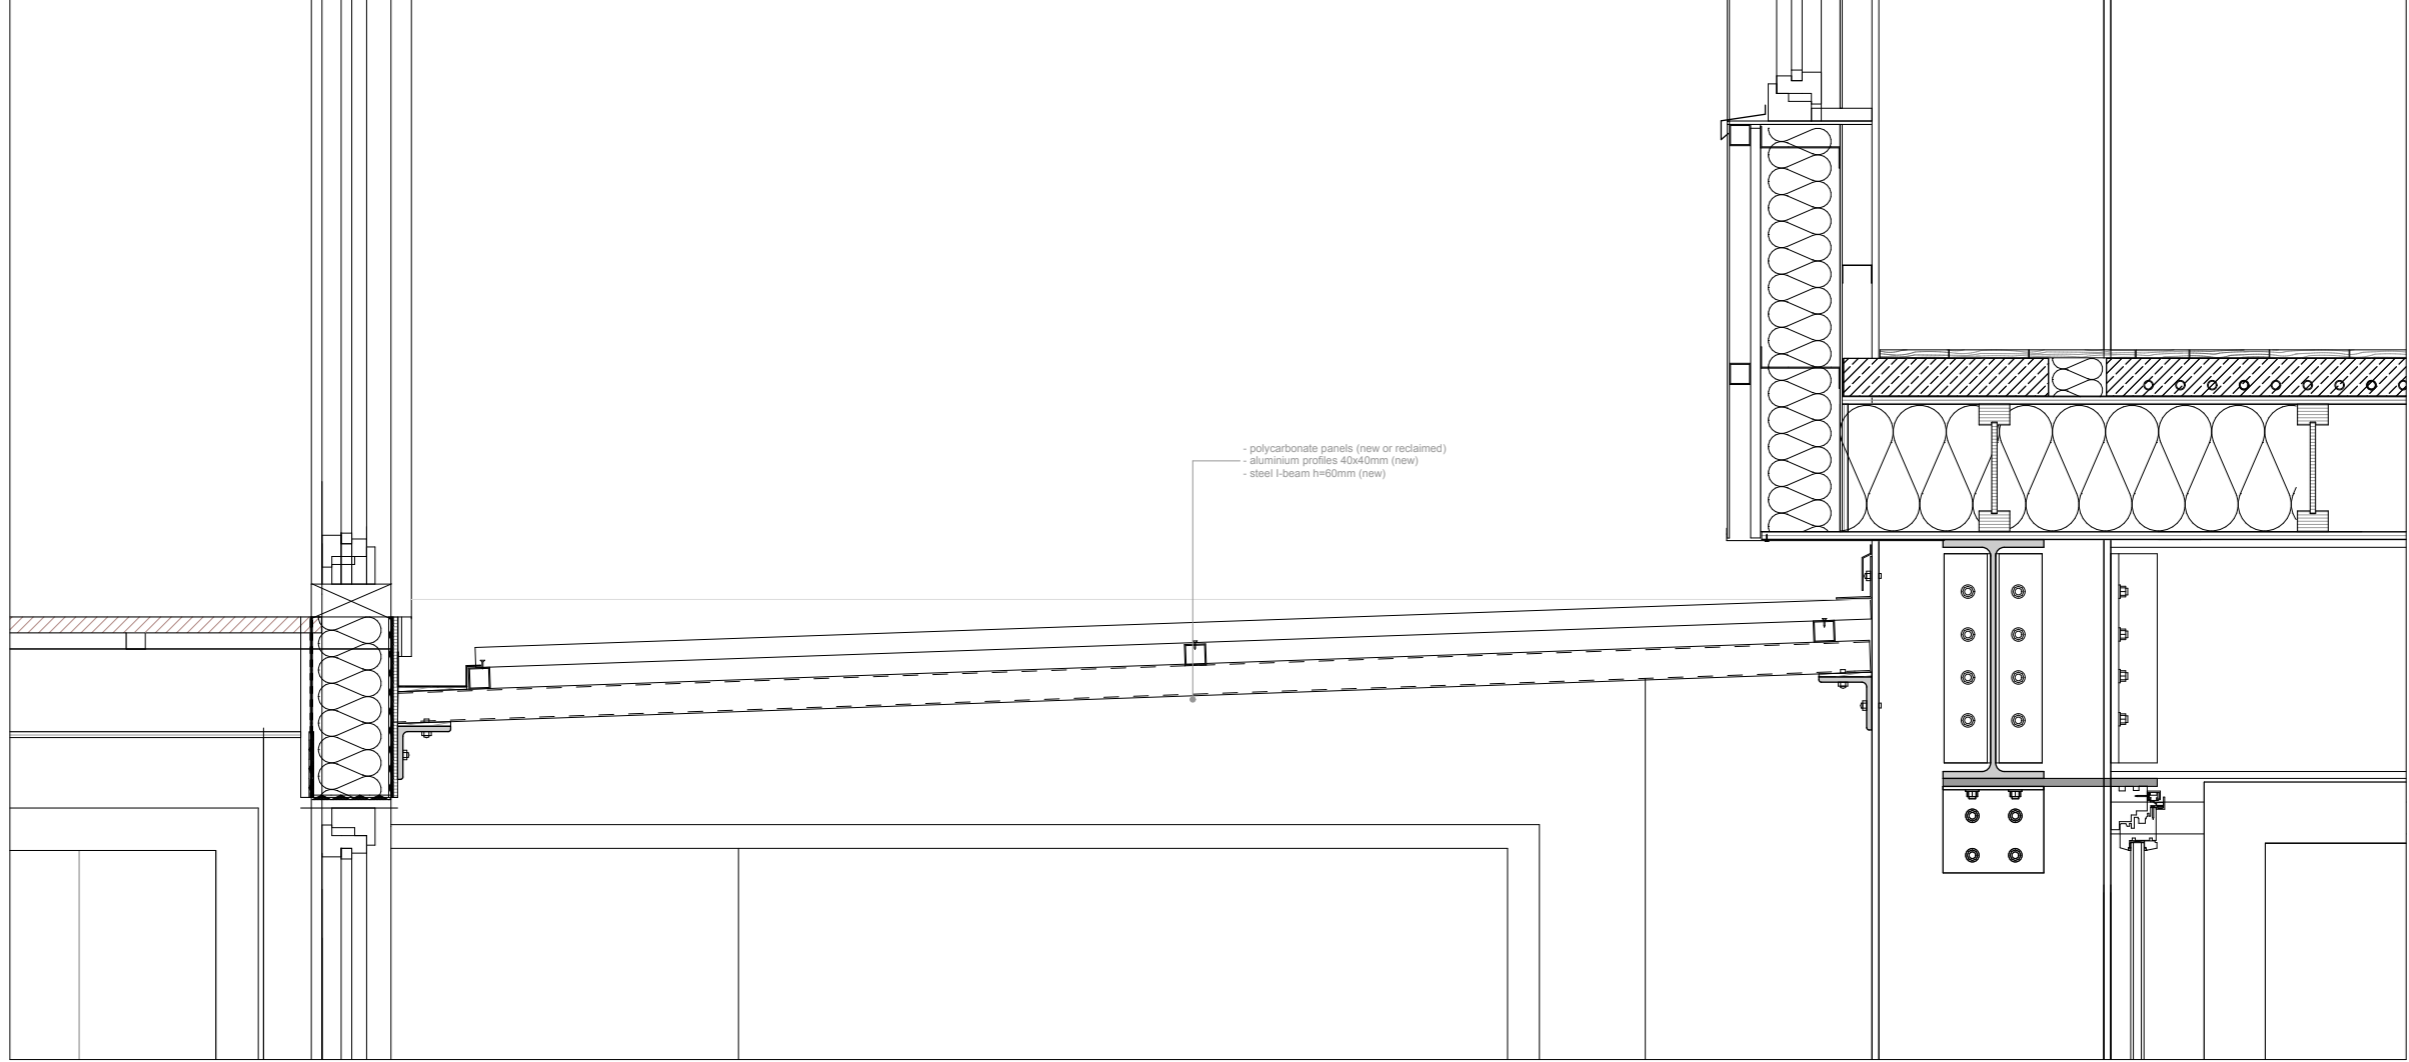 - polycarbonate panels (new or reclaimed)
- aluminium profiles 40x40mm (new)
- steel I-beam h=60mm (new)